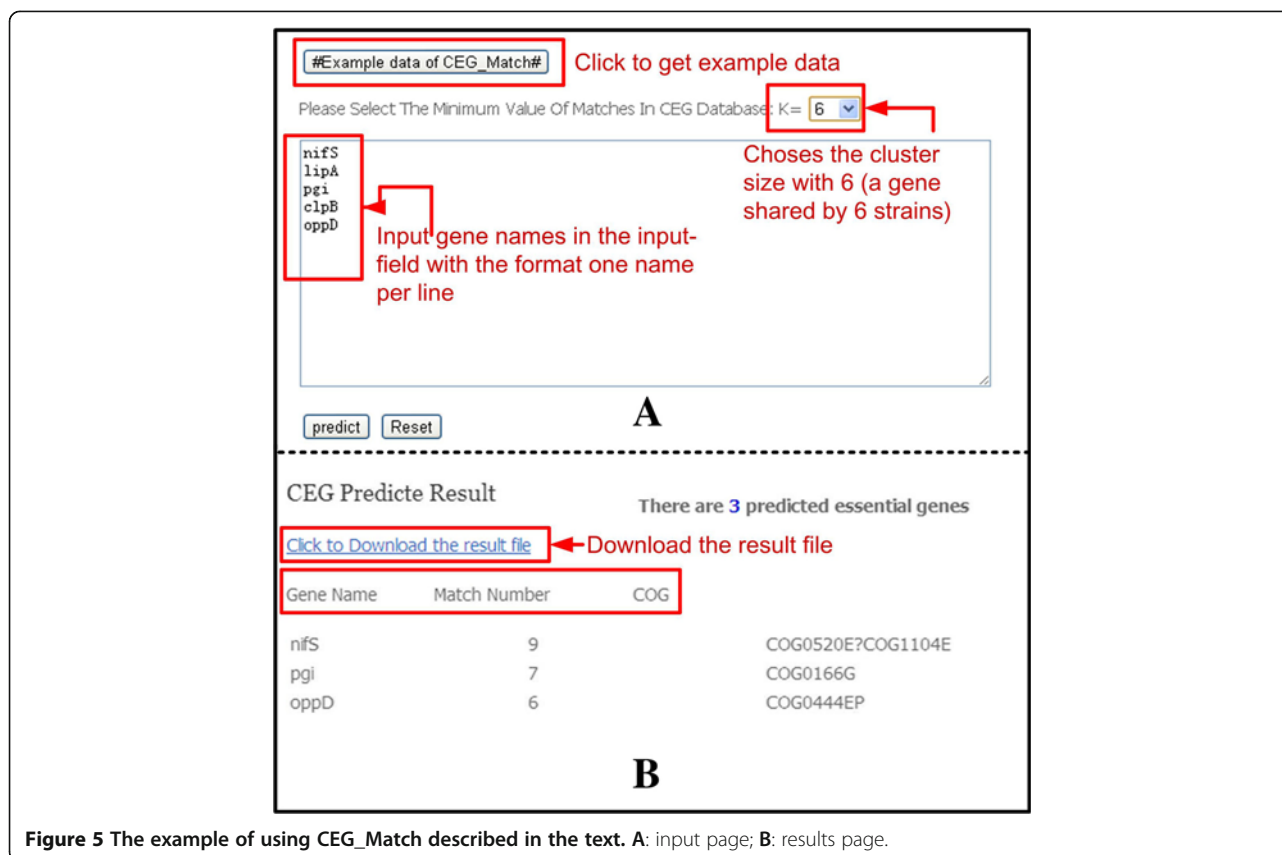 #Example data of CEG_Match#
Click to get example data
Please Select The Minimum Value Of Matches In CEG Database: K= 6
nifS
lipA
pgi
clpB
oppD
Choses the cluster
size with 6 (a gene
shared by 6 strains)
Input gene names in the input-
field with the format one name
per line
A
predict Reset
CEG Predicte Result
There are 3 predicted essential genes
Click to Download the result file
Download the result file
Gene Name Match Number COG
nifS 9 COG0520E?COG1104E
pgi 7 COG0166G
oppD 6 COG0444EP
B
Figure 5 The example of using CEG_Match described in the text. A: input page; B: results page.